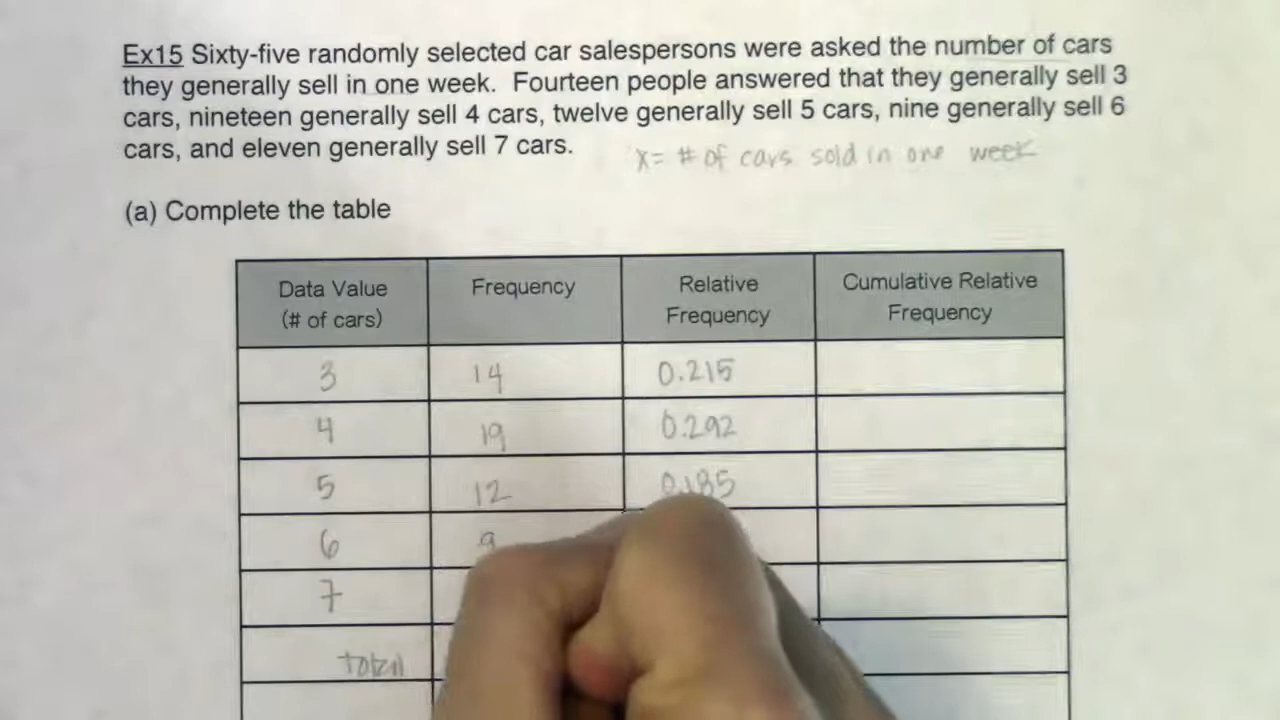 Ex15 Sixty-five randomly selected car salespersons were asked the number of cars
they generally sell in one week. Fourteen people answered that they generally sell 3
cars, nineteen generally sell 4 cars, twelve generally sell 5 cars, nine generally sell 6
cars, and eleven generally sell 7 cars. x= # of cars sold in one week
(a) Complete the table
Data Value (# of cars) Frequency Relative Frequency Cumulative Relative Frequency
3 14 0.215
4 19 0.292
5 12 0.185
6 9
7
total